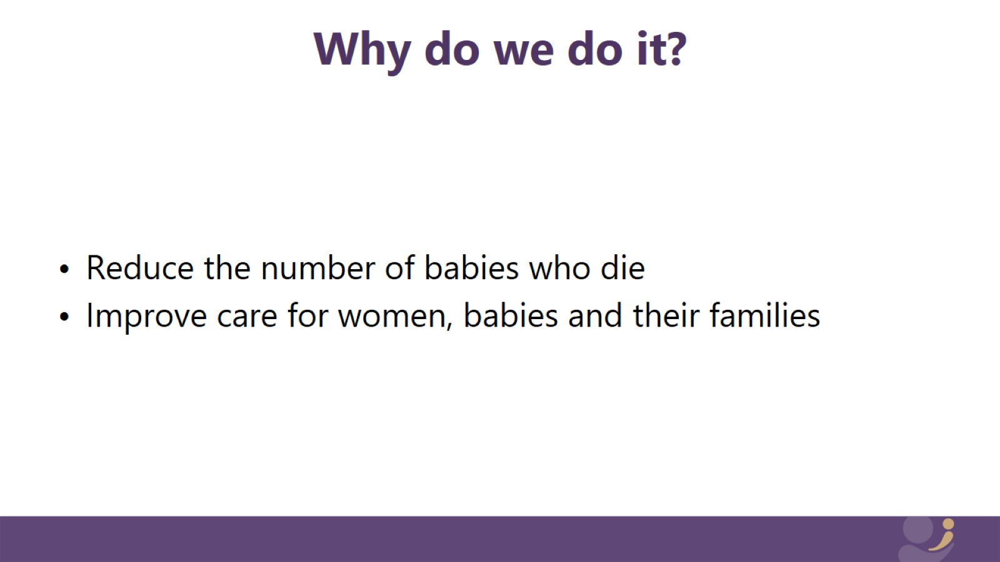 Why do we do it?
• Reduce the number of babies who die
• Improve care for women, babies and their families